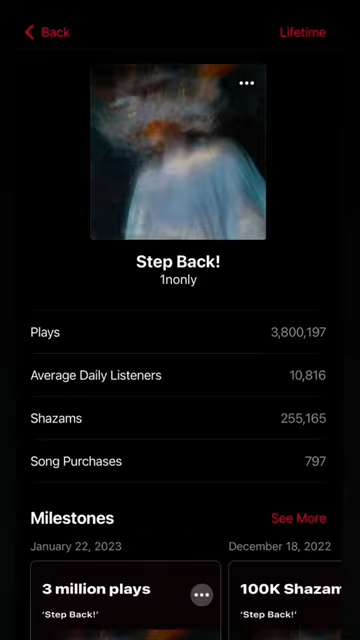 Back
Lifetime
Step Back!
1nonly
Plays
3,800,197
Average Daily Listeners
10,816
Shazams
255,165
Song Purchases
797
Milestones
See More
January 22, 2023
December 18, 2022
3 million plays
100K Shazam
'Step Back!'
'Step Back!'